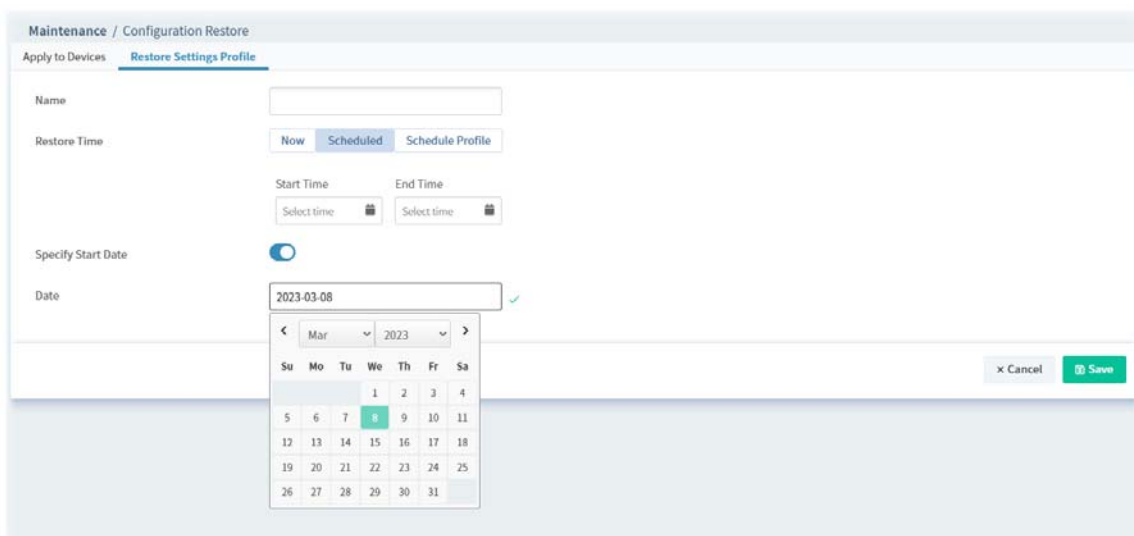 Maintenance / Configuration Restore
Apply to Devices Restore Settings Profile
Name
Restore Time Now Scheduled Schedule Profile
Start Time End Time
Select time Select time
Specify Start Date
Date 2023-03-08
Mar 2023
Su Mo Tu We Th Fr Sa
1 2 3 4
5 6 7 8 9 10 11
12 13 14 15 16 17 18
19 20 21 22 23 24 25
26 27 28 29 30 31
× Cancel Save